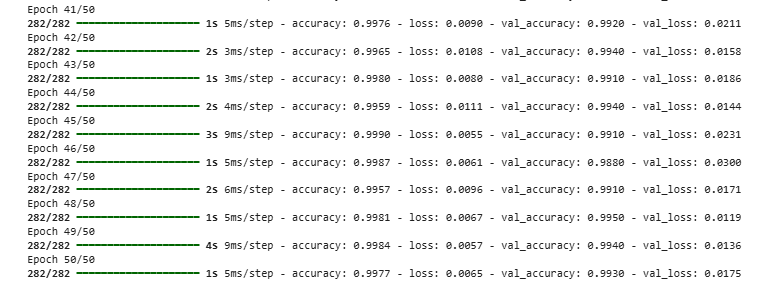 Epoch 41/50
282/282 ━━━━━━━━━━━━━━━━━━━━ 1s 5ms/step - accuracy: 0.9976 - loss: 0.0090 - val_accuracy: 0.9920 - val_loss: 0.0211
Epoch 42/50
282/282 ━━━━━━━━━━━━━━━━━━━━ 2s 3ms/step - accuracy: 0.9965 - loss: 0.0108 - val_accuracy: 0.9940 - val_loss: 0.0158
Epoch 43/50
282/282 ━━━━━━━━━━━━━━━━━━━━ 1s 3ms/step - accuracy: 0.9980 - loss: 0.0080 - val_accuracy: 0.9910 - val_loss: 0.0186
Epoch 44/50
282/282 ━━━━━━━━━━━━━━━━━━━━ 2s 4ms/step - accuracy: 0.9959 - loss: 0.0111 - val_accuracy: 0.9940 - val_loss: 0.0144
Epoch 45/50
282/282 ━━━━━━━━━━━━━━━━━━━━ 3s 9ms/step - accuracy: 0.9990 - loss: 0.0055 - val_accuracy: 0.9910 - val_loss: 0.0231
Epoch 46/50
282/282 ━━━━━━━━━━━━━━━━━━━━ 1s 5ms/step - accuracy: 0.9987 - loss: 0.0061 - val_accuracy: 0.9880 - val_loss: 0.0300
Epoch 47/50
282/282 ━━━━━━━━━━━━━━━━━━━━ 2s 6ms/step - accuracy: 0.9957 - loss: 0.0096 - val_accuracy: 0.9910 - val_loss: 0.0171
Epoch 48/50
282/282 ━━━━━━━━━━━━━━━━━━━━ 1s 5ms/step - accuracy: 0.9981 - loss: 0.0067 - val_accuracy: 0.9950 - val_loss: 0.0119
Epoch 49/50
282/282 ━━━━━━━━━━━━━━━━━━━━ 4s 9ms/step - accuracy: 0.9984 - loss: 0.0057 - val_accuracy: 0.9940 - val_loss: 0.0136
Epoch 50/50
282/282 ━━━━━━━━━━━━━━━━━━━━ 1s 5ms/step - accuracy: 0.9977 - loss: 0.0065 - val_accuracy: 0.9930 - val_loss: 0.0175